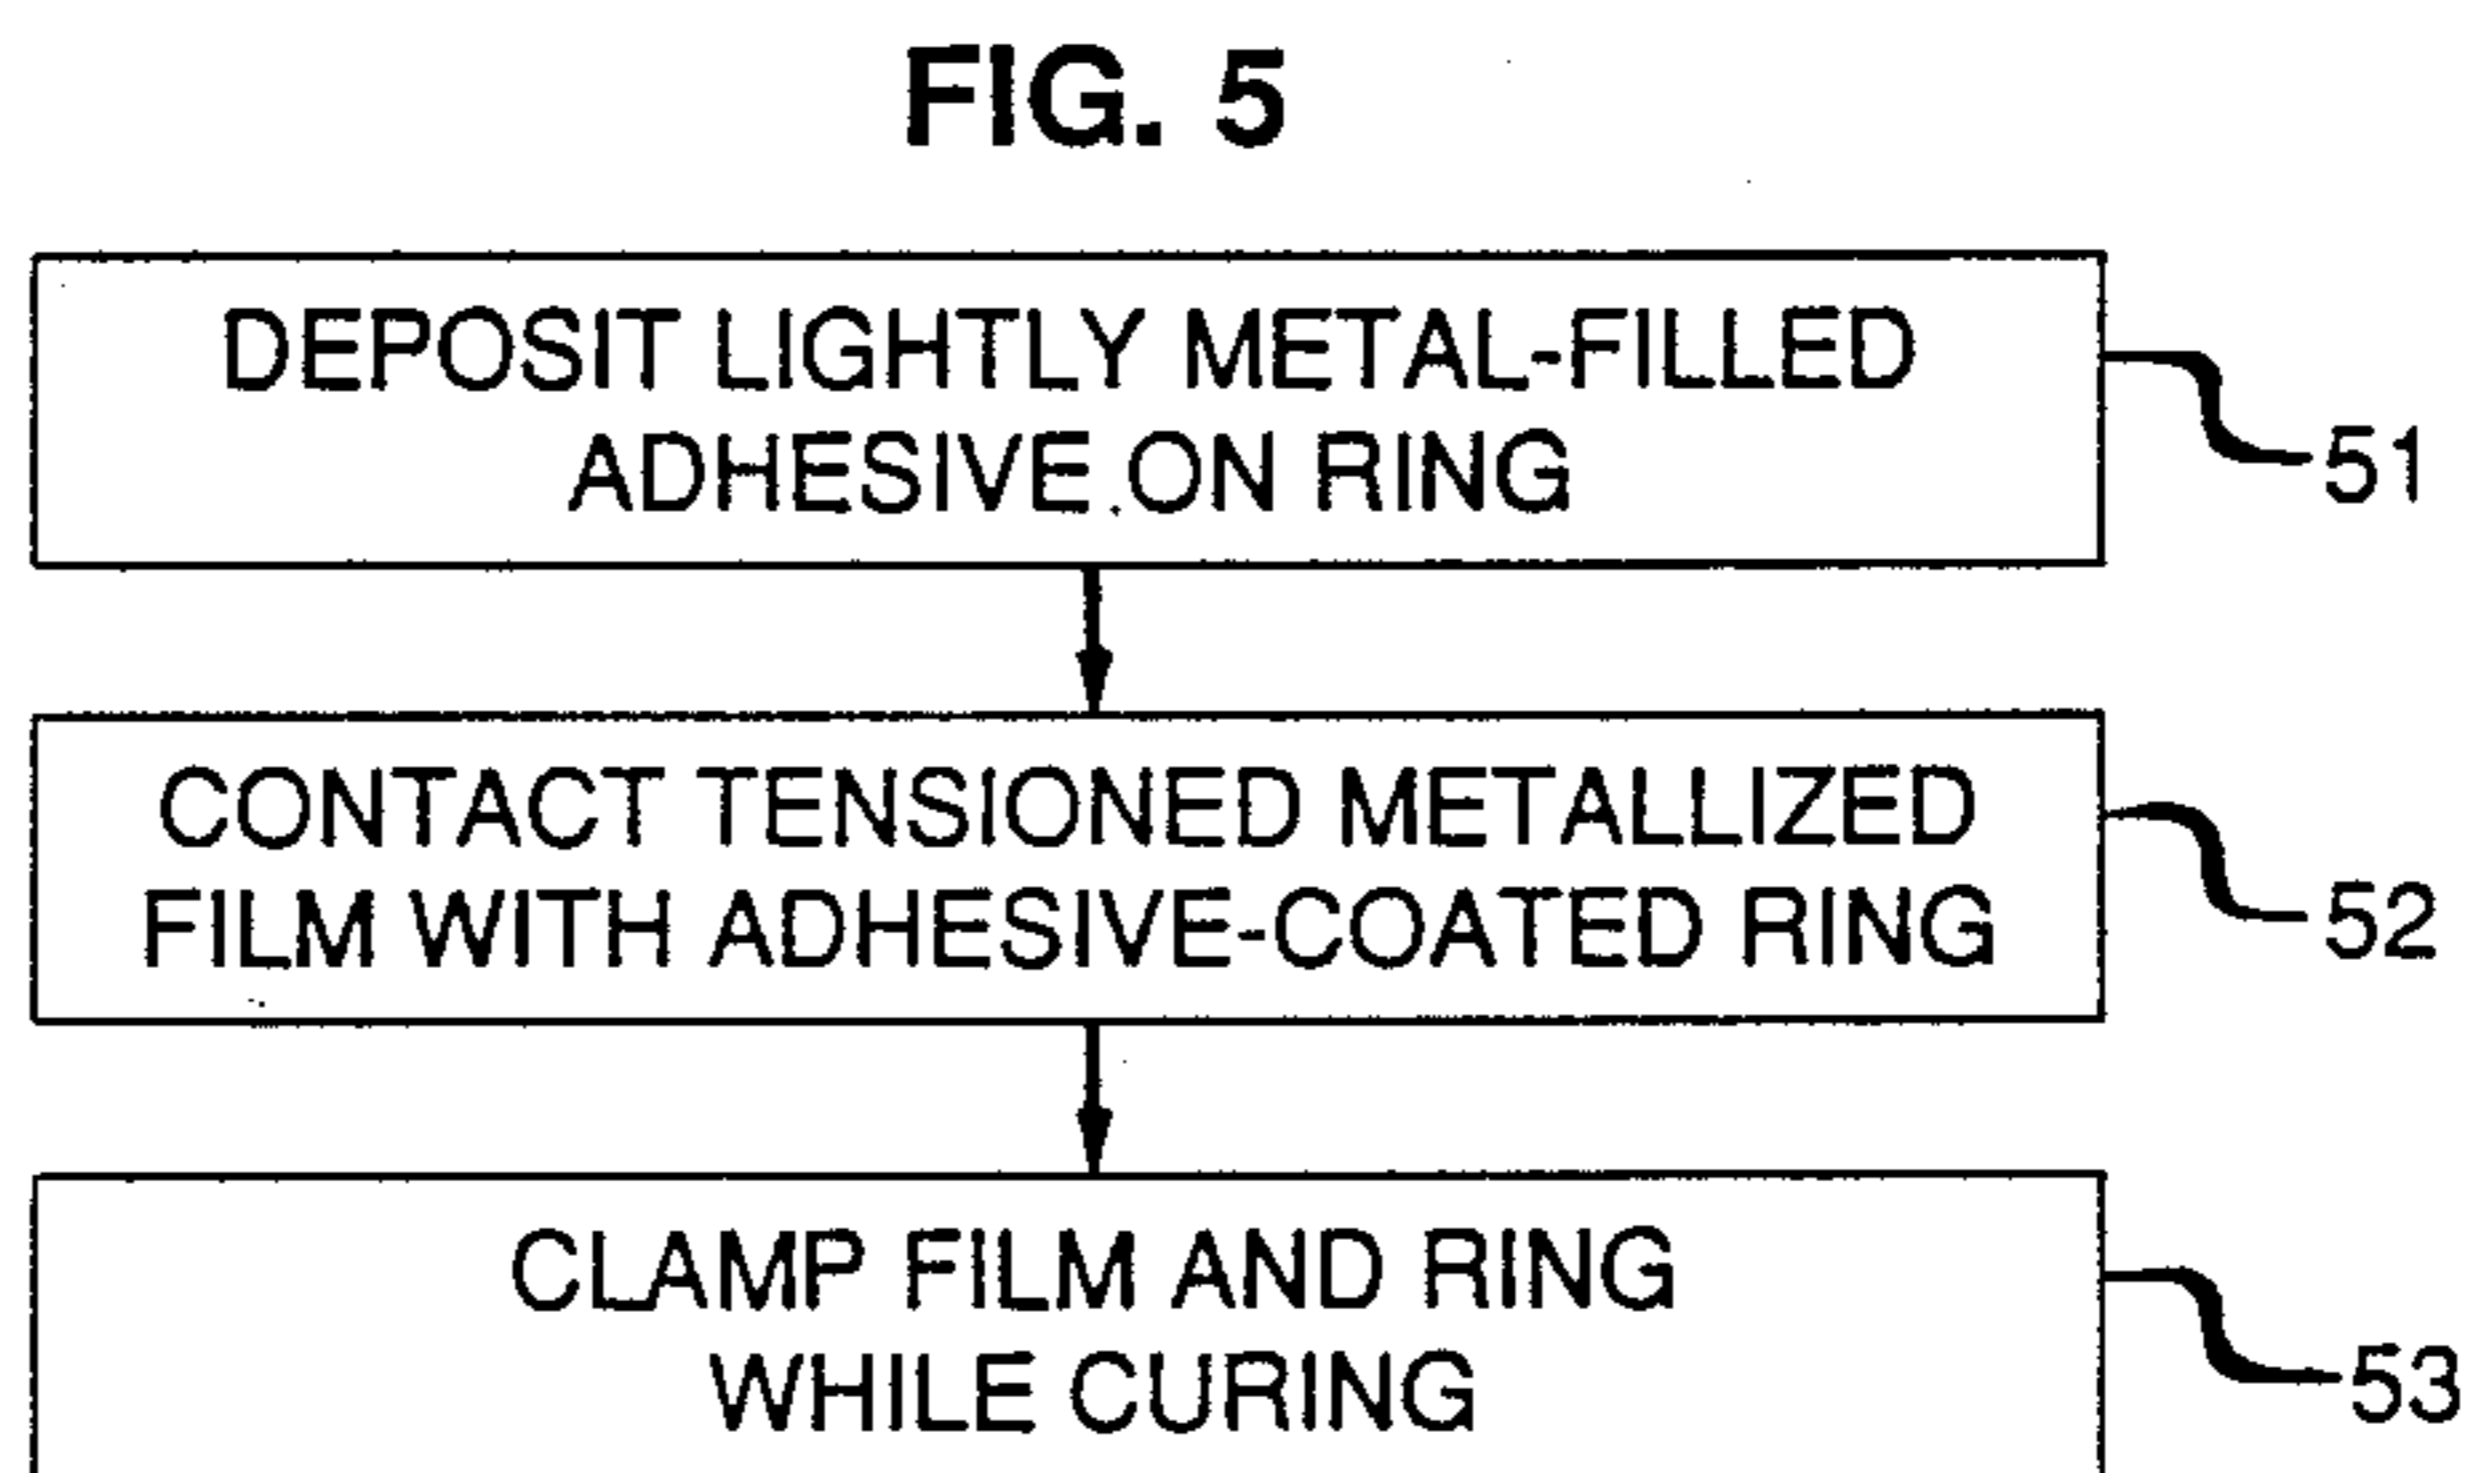 FIG. 5
DEPOSIT LIGHTLY METAL-FILLED
ADHESIVE ON RING
51
CONTACT TENSIONED METALLIZED
FILM WITH ADHESIVE-COATED RING
52
CLAMP FILM AND RING
WHILE CURING
53